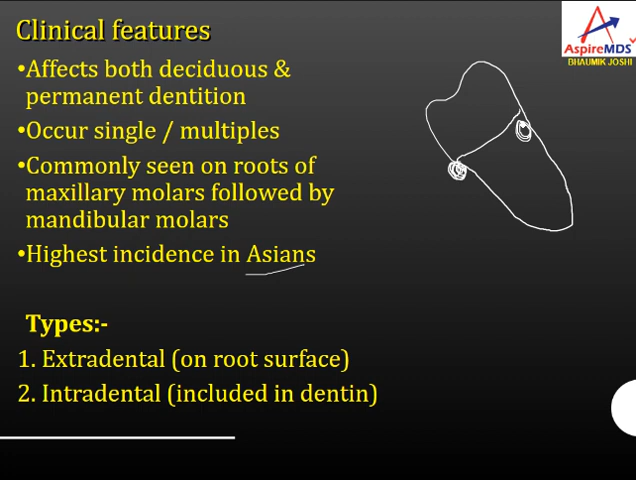 Clinical features
•Affects both deciduous &
permanent dentition
•Occur single / multiples
•Commonly seen on roots of
maxillary molars followed by
mandibular molars
•Highest incidence in Asians
Types:-
1. Extradental (on root surface)
2. Intradental (included in dentin)
AspireMDS
BHAUMIK JOSHI